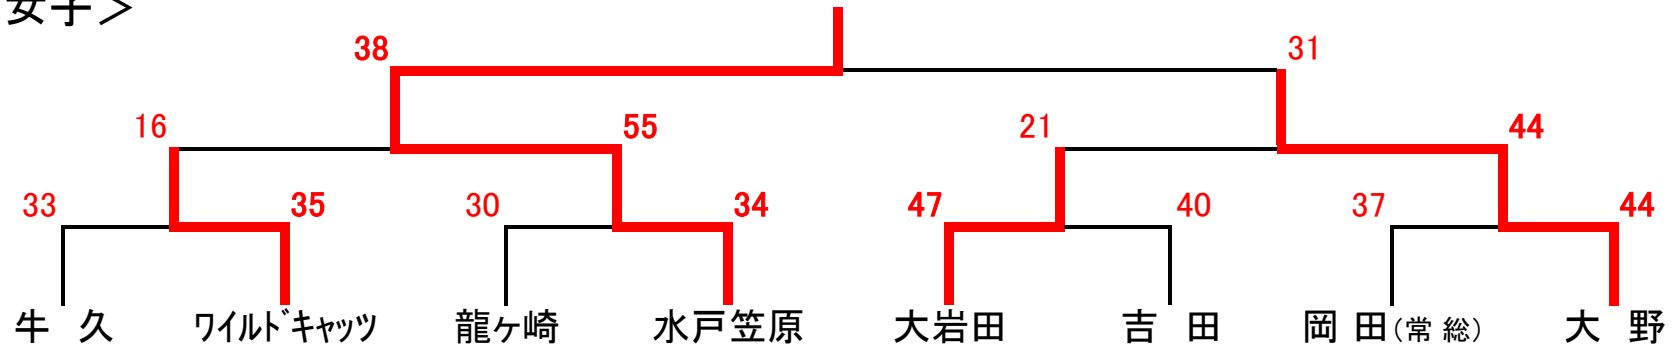 女子＞
38 31
16 55 21 44
33 35 30 34 47 40 37 44
牛 久 ﾜｲﾙﾄﾞｷｬｯﾂ 龍ヶ崎 水戸笠原 大岩田 吉 田 岡 田(常 総) 大 野